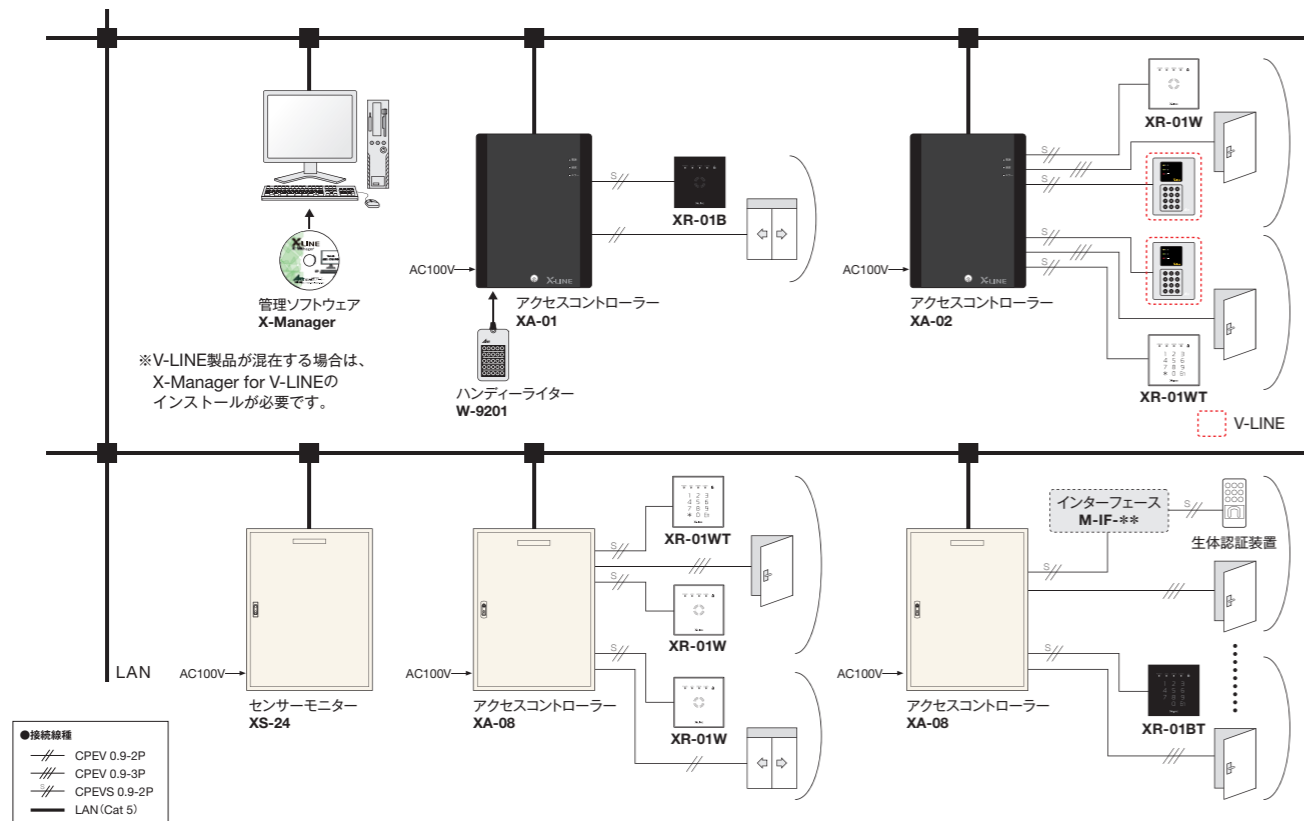 XR-01W
XR-01B
AC100V
X-LINE
アクセスコントローラー
XA-01
AC100V
X-LINE
アクセスコントローラー
XA-02
XR-01WT
X LINE
管理ソフトウェア
X-Manager
※V-LINE製品が混在する場合は、
X-Manager for V-LINEの
インストールが必要です。
ハンディーライター
W-9201
V-LINE
S
S
S
S
S
LAN
AC100V
センサーモニター
XS-24
XR-01WT
XR-01W
XR-01W
S
S
S
AC100V
アクセスコントローラー
XA-08
インターフェース
M-IF-**
S
生体認証装置
S
S
XR-01BT
AC100V
アクセスコントローラー
XA-08
●接続線種
CPEV 0.9-2P
CPEV 0.9-3P
S
CPEVS 0.9-2P
LAN(Cat 5)